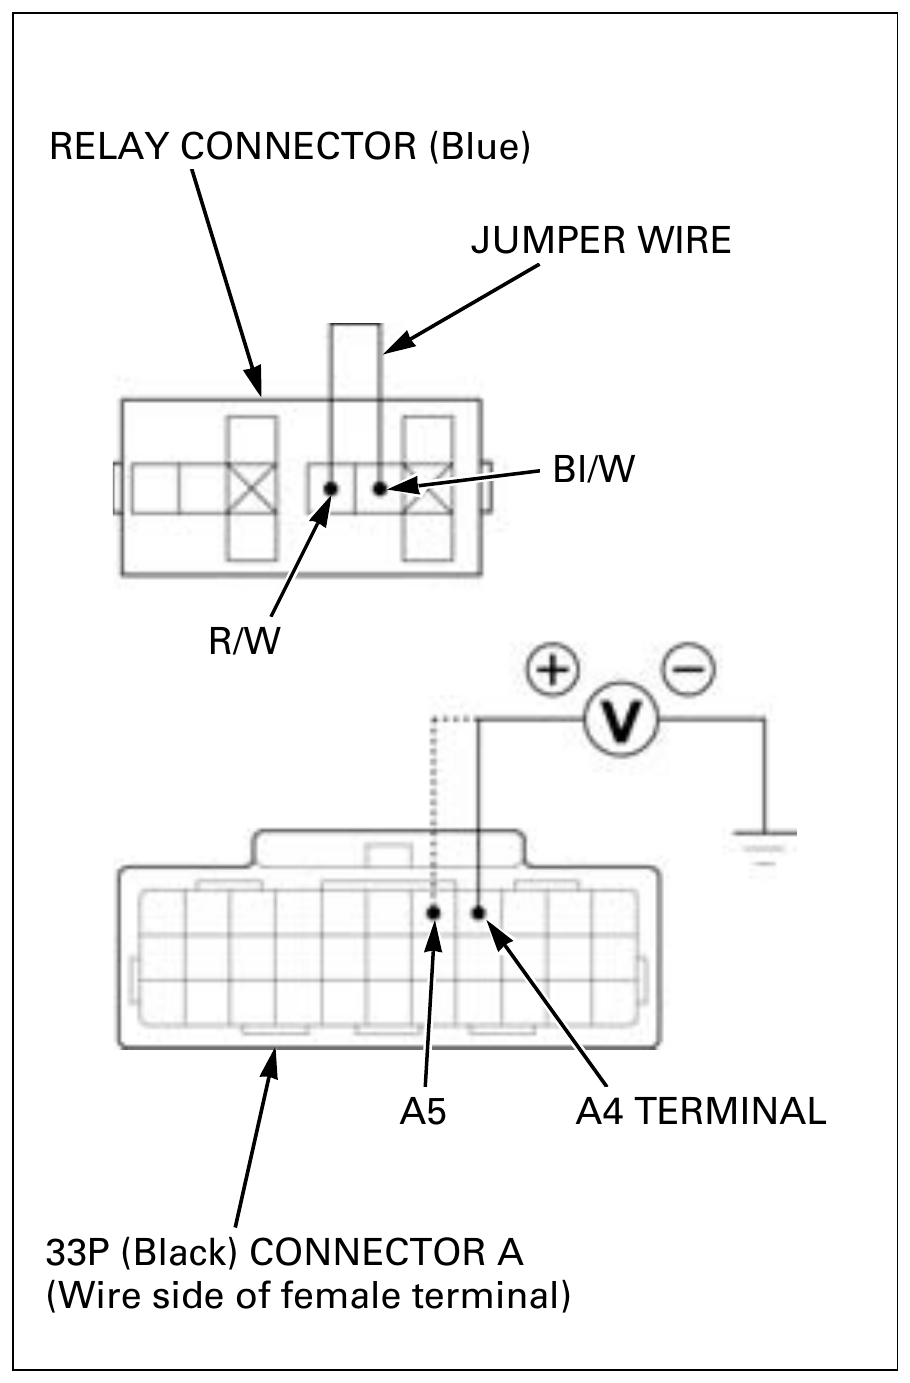 RELAY CONNECTOR (Blue)
JUMPER WIRE
Bl/W
R/W
+
−
V
A5
A4 TERMINAL
33P (Black) CONNECTOR A
(Wire side of female terminal)